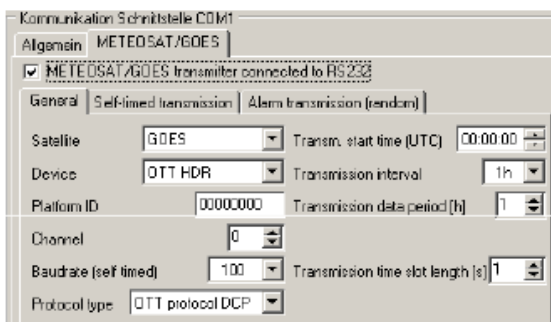 Kommunikation Schnittstelle COM1
Allgemein METEOSAT/GOES
METEOSAT/GOES transmitter connected to RS232
General Self-timed transmission Alarm transmission (random)
Satellite GOES Transm. start time (UTC) 00:00:00
Device OTT HDR Transmission interval 1h
Platform ID 00000000 Transmission data period [h] 1
Channel 0
Baudrate (self timed) 100 Transmission time slot length [s] 1
Protocol type OTT protocol DCP